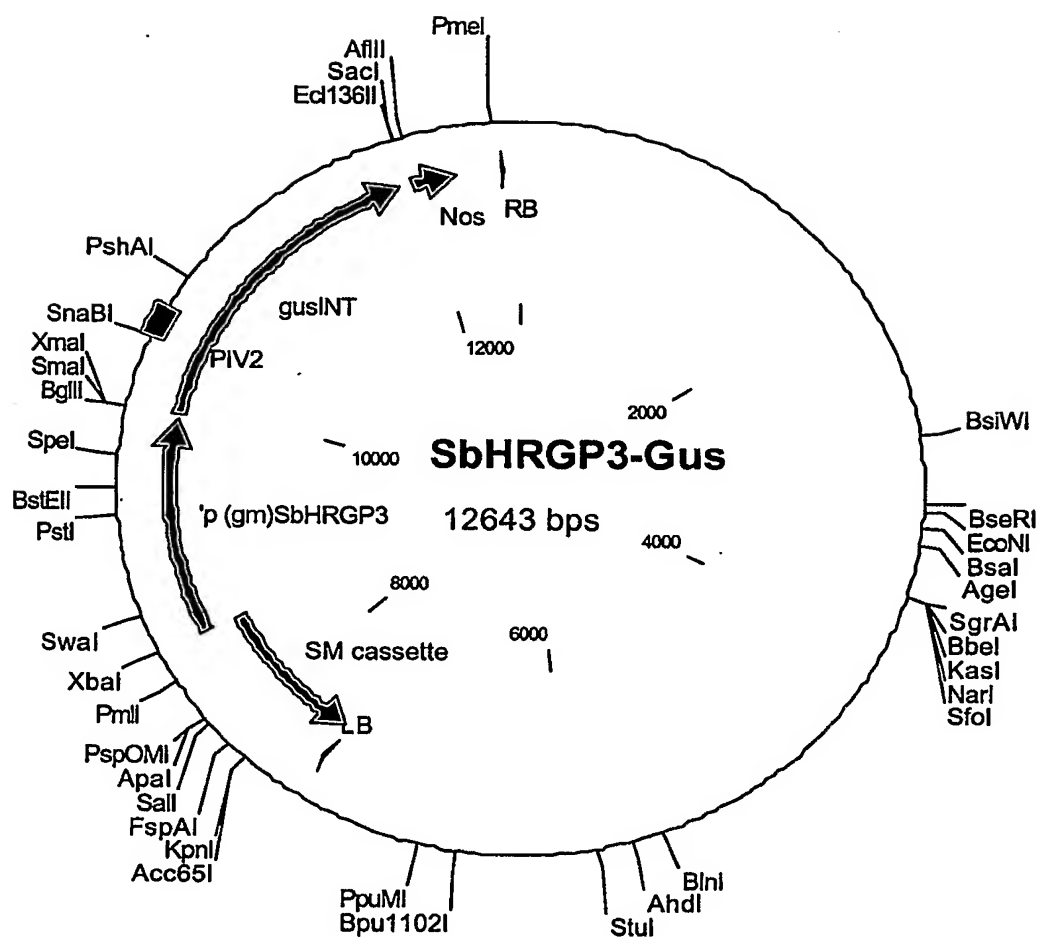 PmeI
AflII
SacI
Ecl136II
Nos
RB
PshAI
gusINT
SnaBI
PIV2
XmaI
SmaI
BglII
SpeI
BstEII
PstI
'p (gm)SbHRGP3
12000
2000
10000
SbHRGP3-Gus
12643 bps
4000
8000
6000
BsiWI
BseRI
EcoNI
BsaI
AgeI
SgrAI
BbeI
KasI
NarI
SfoI
SM cassette
LB
SwaI
XbaI
PmlI
PspOMI
ApaI
SalI
FspAI
KpnI
Acc65I
PpuMI
Bpu1102I
StuI
AhdI
BlnI